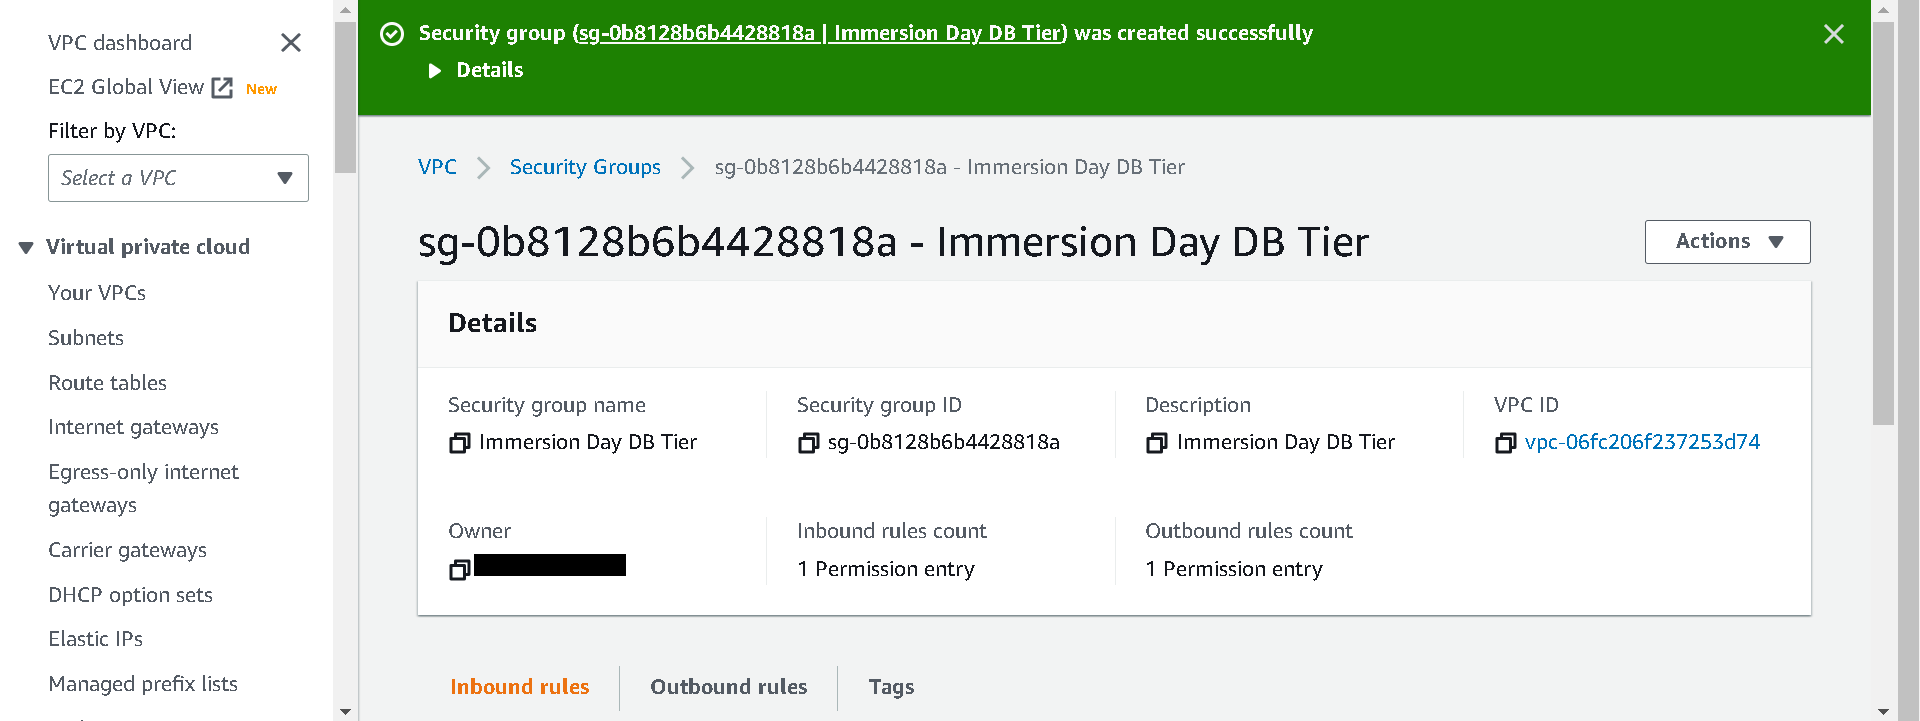 VPC dashboard
EC2 Global View New
Filter by VPC:
Select a VPC
Virtual private cloud
Your VPCs
Subnets
Route tables
Internet gateways
Egress-only internet
gateways
Carrier gateways
DHCP option sets
Elastic IPs
Managed prefix lists
Security group (sg-0b8128b6b4428818a | Immersion Day DB Tier) was created successfully
Details
VPC Security Groups sg-0b8128b6b4428818a - Immersion Day DB Tier
sg-0b8128b6b4428818a - Immersion Day DB Tier
Actions
Details
Security group name
Immersion Day DB Tier
Security group ID
sg-0b8128b6b4428818a
Description
Immersion Day DB Tier
VPC ID
vpc-06fc206f237253d74
Owner
Inbound rules count
1 Permission entry
Outbound rules count
1 Permission entry
Inbound rules
Outbound rules
Tags